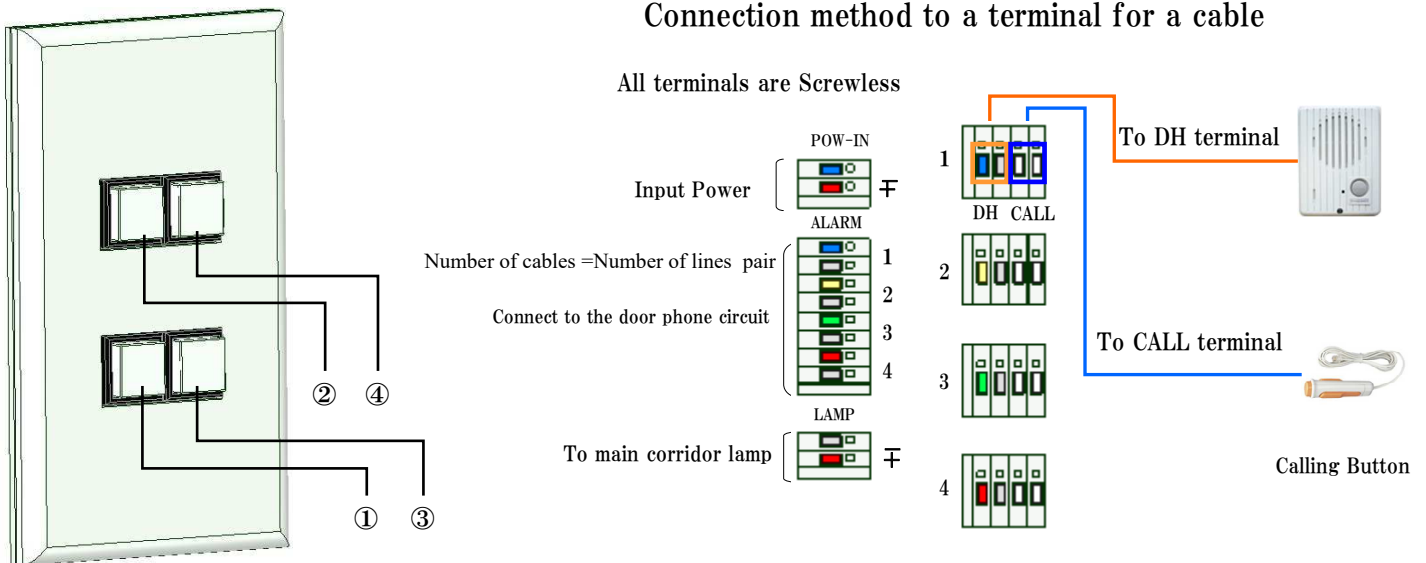 Connection method to a terminal for a cable
All terminals are Screwless
POW-IN
Input Power
∓
ALARM
Number of cables =Number of lines pair
Connect to the door phone circuit
1
2
3
4
LAMP
To main corridor lamp
∓
1
DH CALL
2
3
4
To DH terminal
To CALL terminal
Calling Button
② ④
① ③